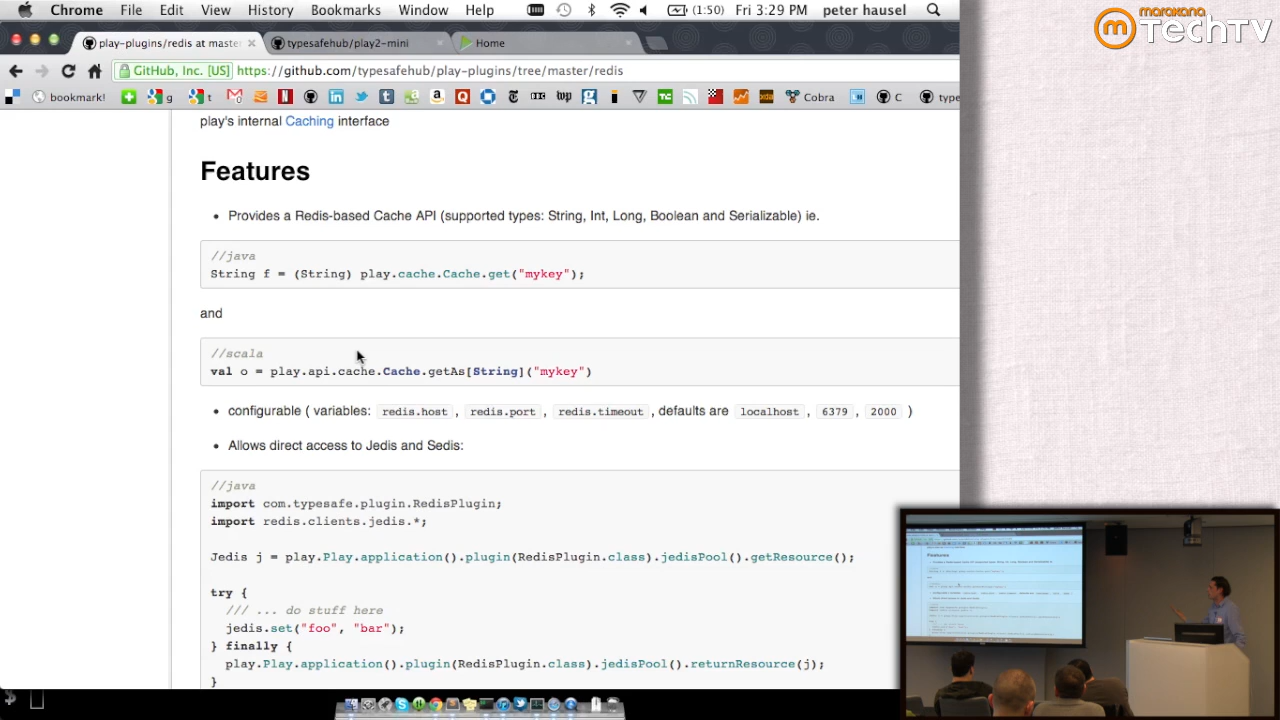 Chrome File Edit View History Bookmarks Window Help (1:50) Fri 3:29 PM peter hausel
marakana
TechTV
play-plugins/redis at master typesafehub/play2-mini Home
GitHub, Inc. [US] https://github.com/typesafehub/play-plugins/tree/master/redis
bookmark! g t Cobra C type
play's internal Caching interface
Features
• Provides a Redis-based Cache API (supported types: String, Int, Long, Boolean and Serializable) ie.
//java
String f = (String) play.cache.Cache.get("mykey");
and
//scala
val o = play.api.cache.Cache.getAs[String]("mykey")
• configurable ( variables: redis.host , redis.port , redis.timeout , defaults are localhost , 6379 , 2000 )
• Allows direct access to Jedis and Sedis:
//java
import com.typesafe.plugin.RedisPlugin;
import redis.clients.jedis.*;
Jedis j = play.Play.application().plugin(RedisPlugin.class).jedisPool().getResource();
try {
/// ... do stuff here
jedis.set("foo", "bar");
} finally {
play.Play.application().plugin(RedisPlugin.class).jedisPool().returnResource(j);
}
Features